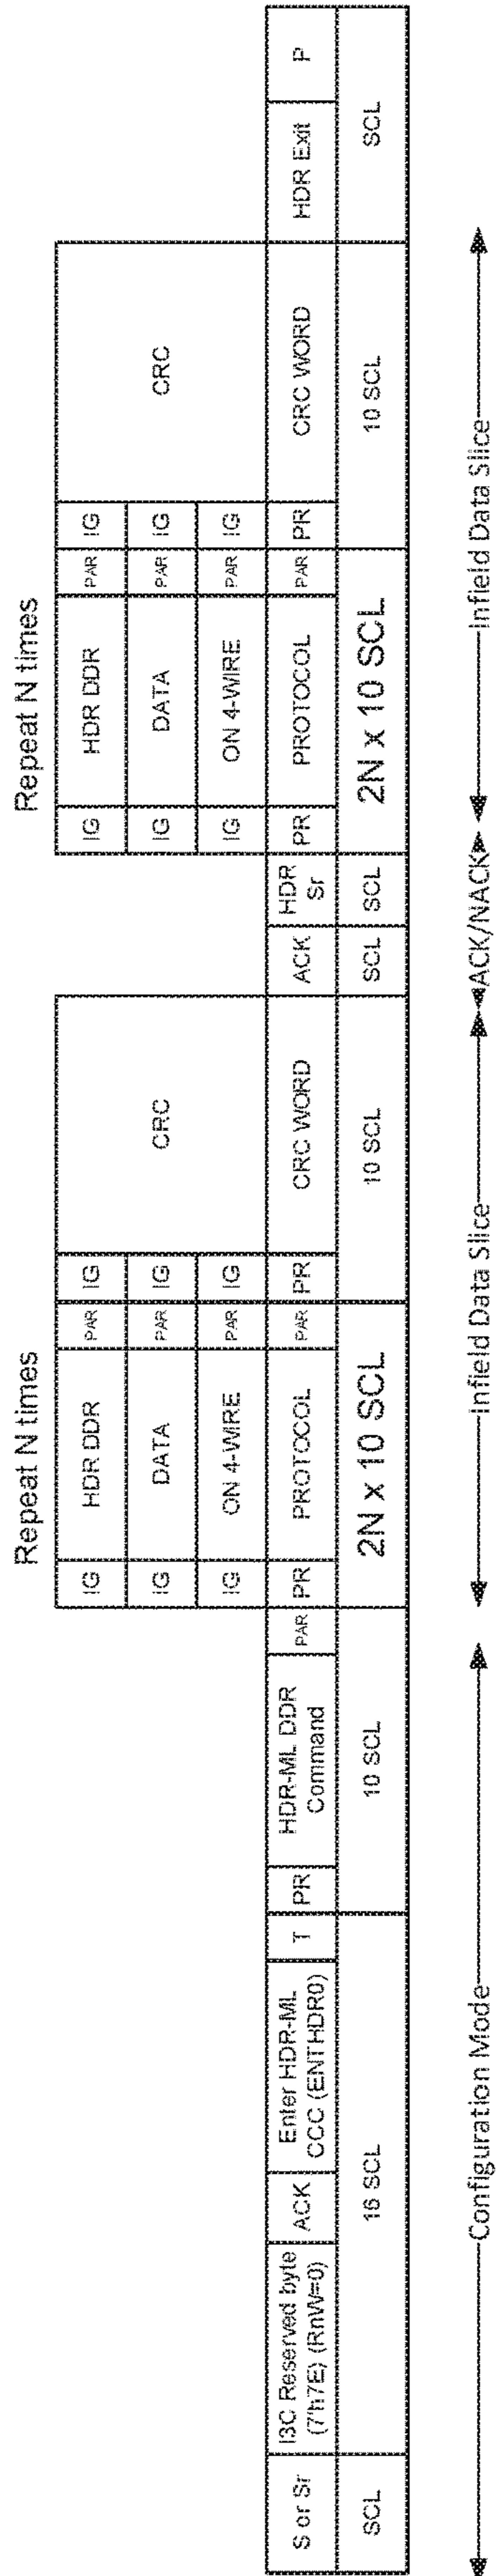 Repeat N times
Repeat N times
IG
HDR DDR
PAR
IG
CRC
IG
HDR DDR
PAR
IG
CRC
IG
DATA
PAR
IG
IG
DATA
PAR
IG
IG
ON 4-WIRE
PAR
IG
IG
ON 4-WIRE
PAR
IG
S or Sr
I3C Reserved byte
(7'h7E) (RnW=0)
ACK
Enter HDR-ML
CCC (ENTHDR0)
T
PR
HDR-ML DDR
Command
PAR
PR
PROTOCOL
PAR
PR
CRC WORD
ACK
HDR
Sr
PR
PROTOCOL
PAR
PR
CRC WORD
HDR Exit
P
SCL
16 SCL
10 SCL
2N x 10 SCL
10 SCL
SCL
SCL
2N x 10 SCL
10 SCL
SCL
Configuration Mode
Infield Data Slice
ACK/NACK
Infield Data Slice